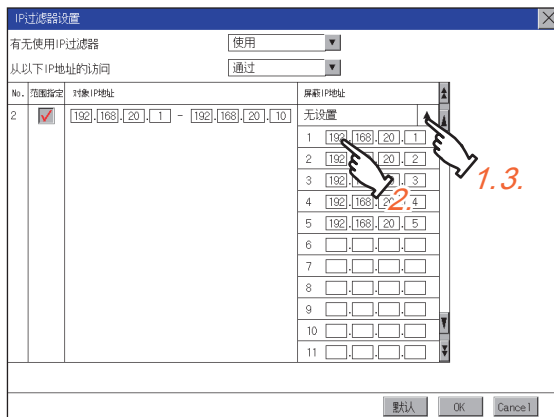 IP过滤器设置
有无使用IP过滤器 使用
从以下IP地址的访问 通过
No. 范围指定 对象IP地址 屏蔽IP地址
2 192.168.20.1 - 192.168.20.10 无设置
1 192.168.20.1
2 192.168.20.2
3 192. .20.3
4 192.168.20.4
5 192.168.20.5
6 . . .
7 . . .
8 . . .
9 . . .
10 . . .
11 . . .
1.3.
2.
默认 OK Cancel